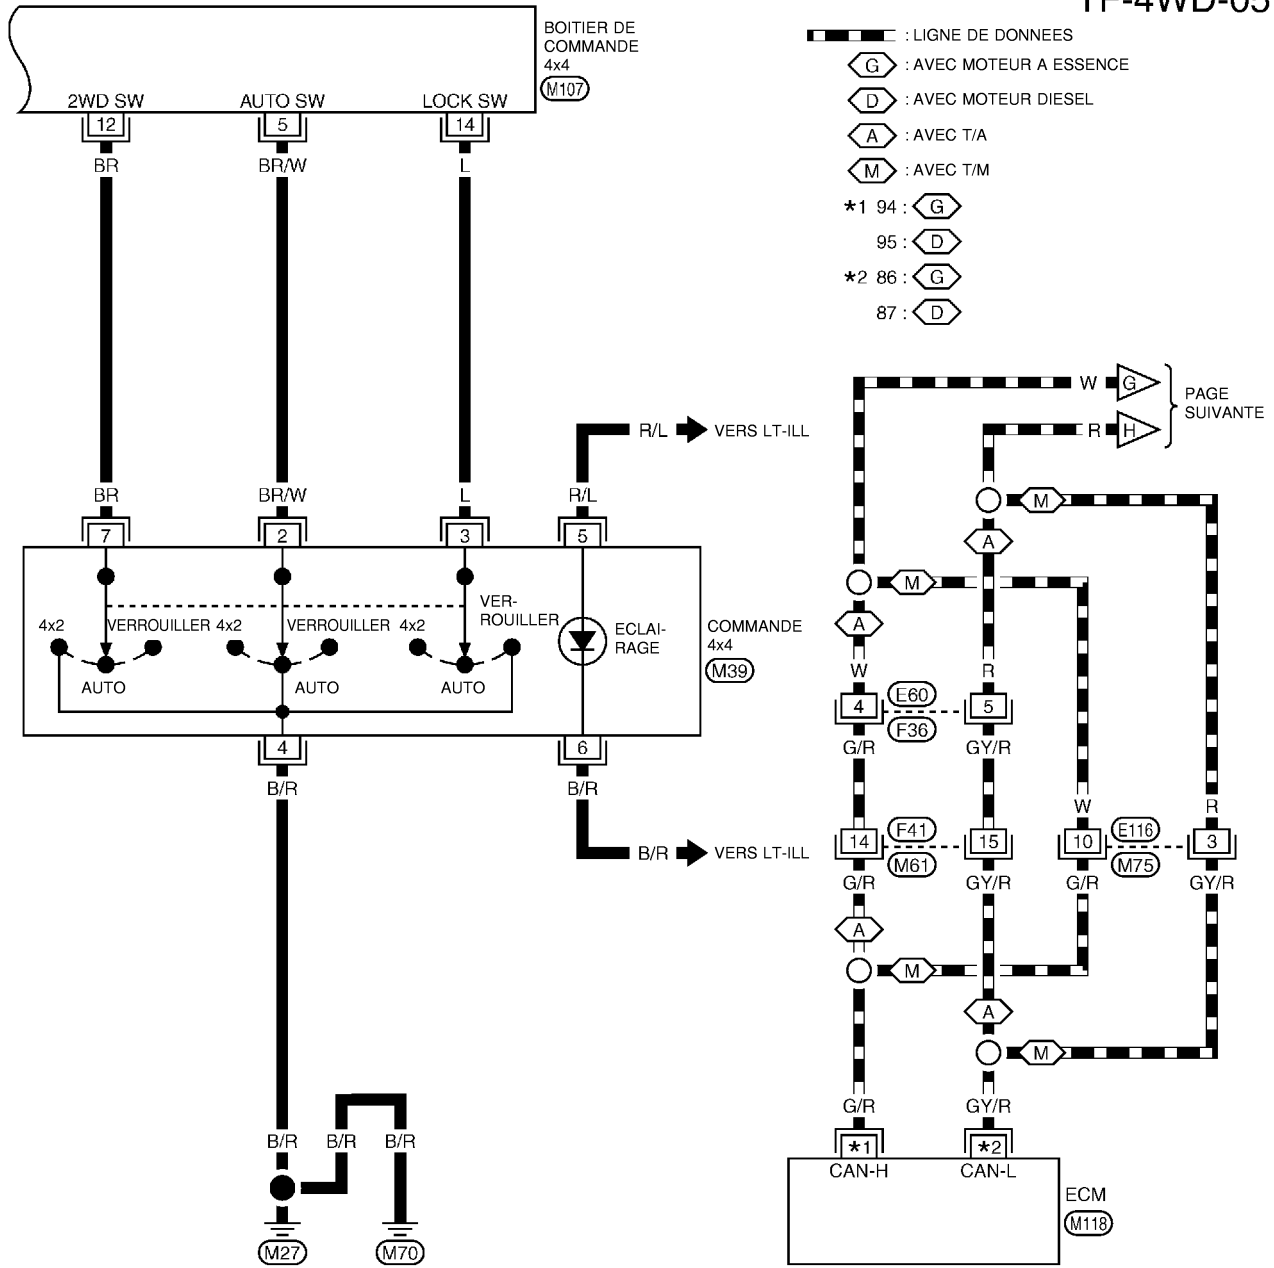 TF-4WD-05
BOITIER DE
COMMANDE
4x4
M107
2WD SW
AUTO SW
LOCK SW
12
5
14
BR
BR/W
L
: LIGNE DE DONNEES
G : AVEC MOTEUR A ESSENCE
D : AVEC MOTEUR DIESEL
A : AVEC T/A
M : AVEC T/M
*1 94 : G
95 : D
*2 86 : G
87 : D
W
G
R
H
PAGE
SUIVANTE
R/L
VERS LT-ILL
BR
BR/W
L
R/L
7
2
3
5
M
A
M
A
4x2
VERROUILLER
4x2
VERROUILLER
4x2
VER-
ROUILLER
AUTO
AUTO
AUTO
ECLAI-
RAGE
COMMANDE
4x4
M39
W
R
4
E60
F36
5
G/R
GY/R
4
6
B/R
B/R
B/R
VERS LT-ILL
W
R
14
F41
M61
15
10
E116
M75
3
G/R
GY/R
G/R
GY/R
A
M
A
M
G/R
GY/R
B/R
B/R
B/R
*1
*2
CAN-H
CAN-L
ECM
M118
M27
M70